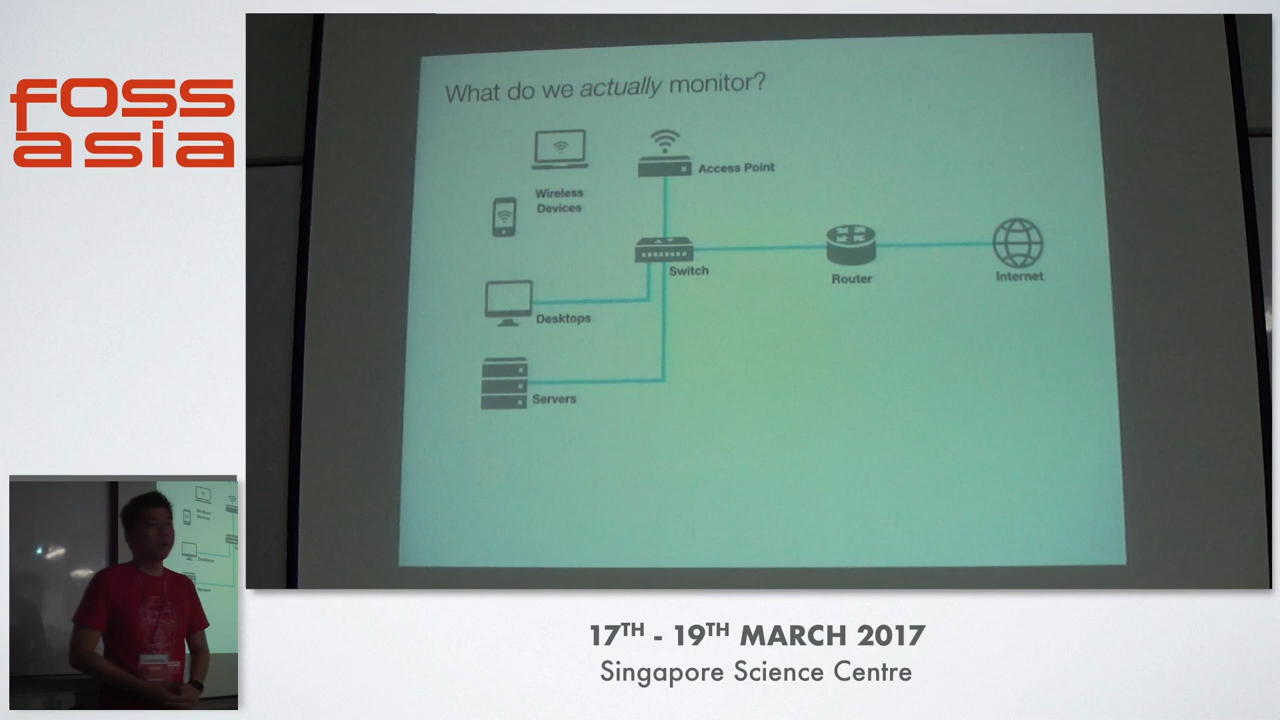 foss
asia
What do we actually monitor?
Access Point
Wireless
Devices
Switch
Router
Internet
Desktops
Servers
17TH - 19TH MARCH 2017
Singapore Science Centre